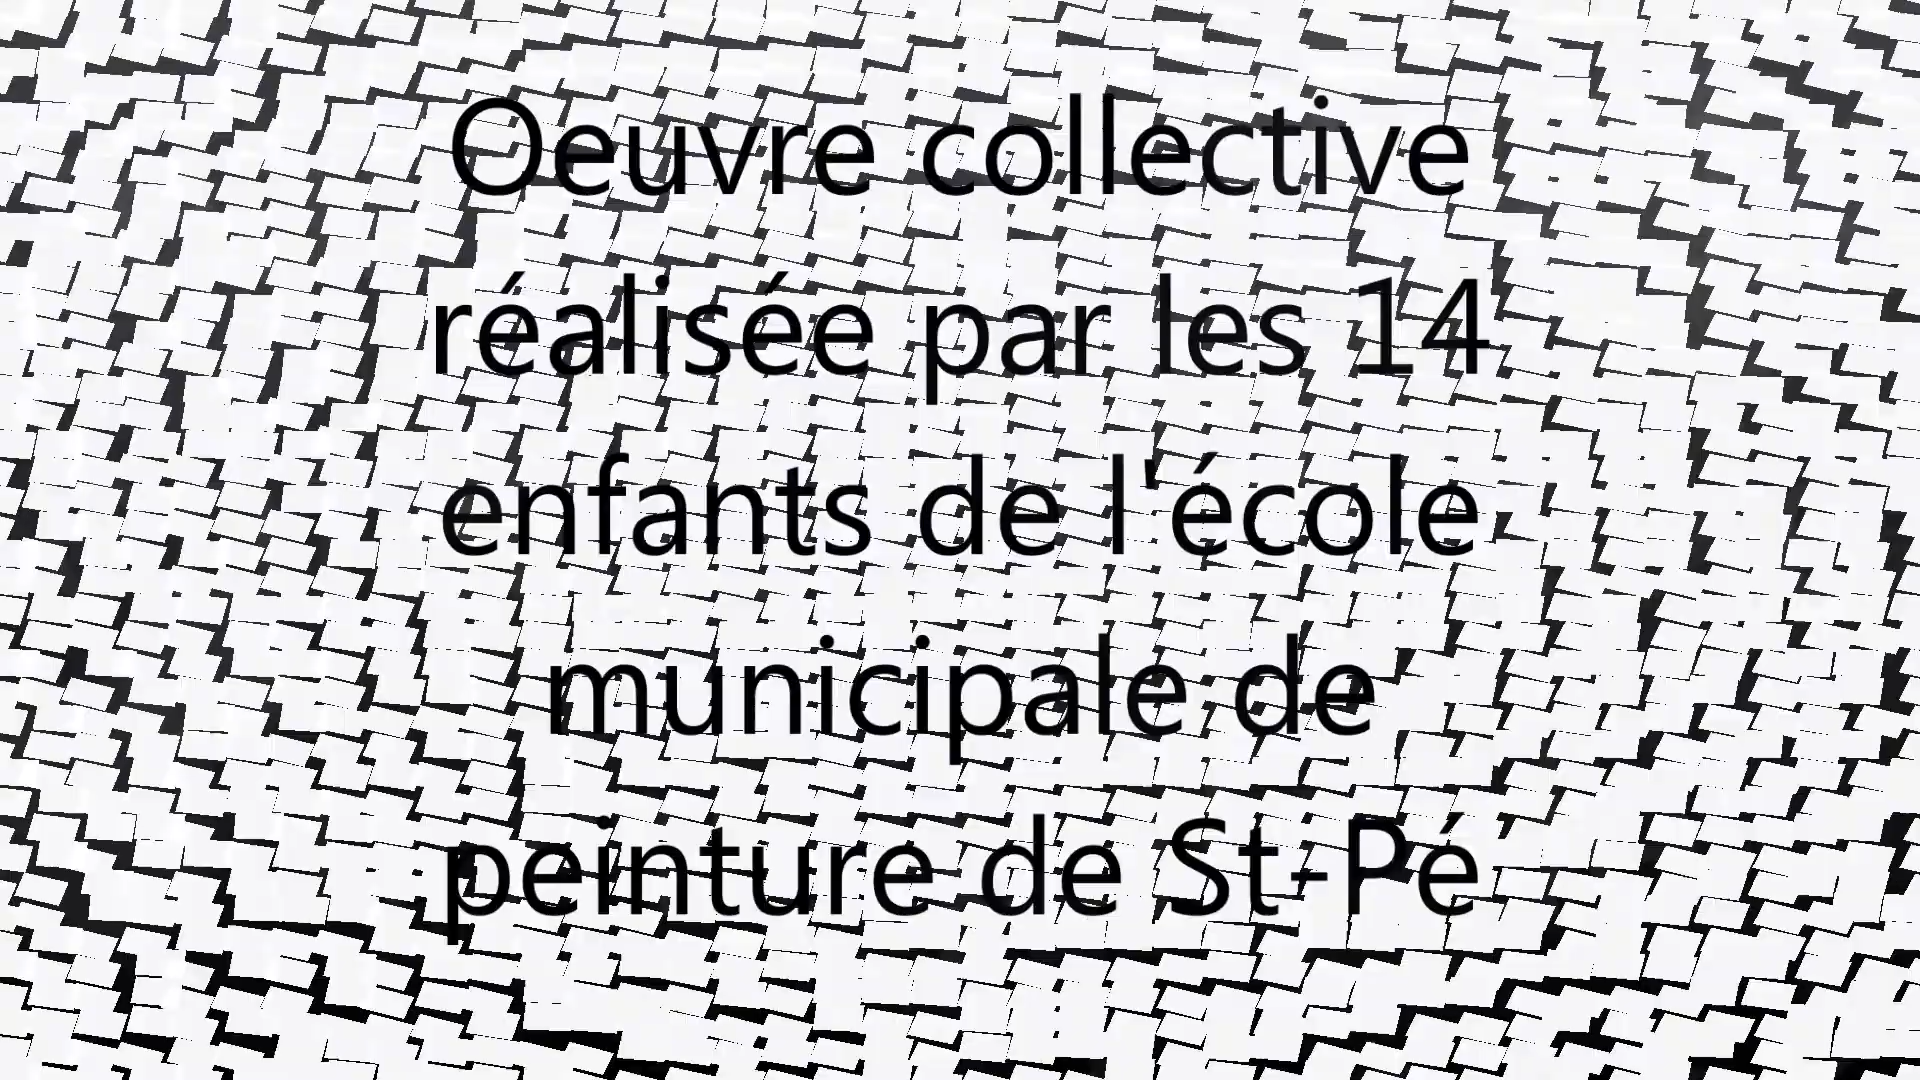 Oeuvre collective
réalisée par les 14
enfants de l'école
municipale de
peinture de St-Pé